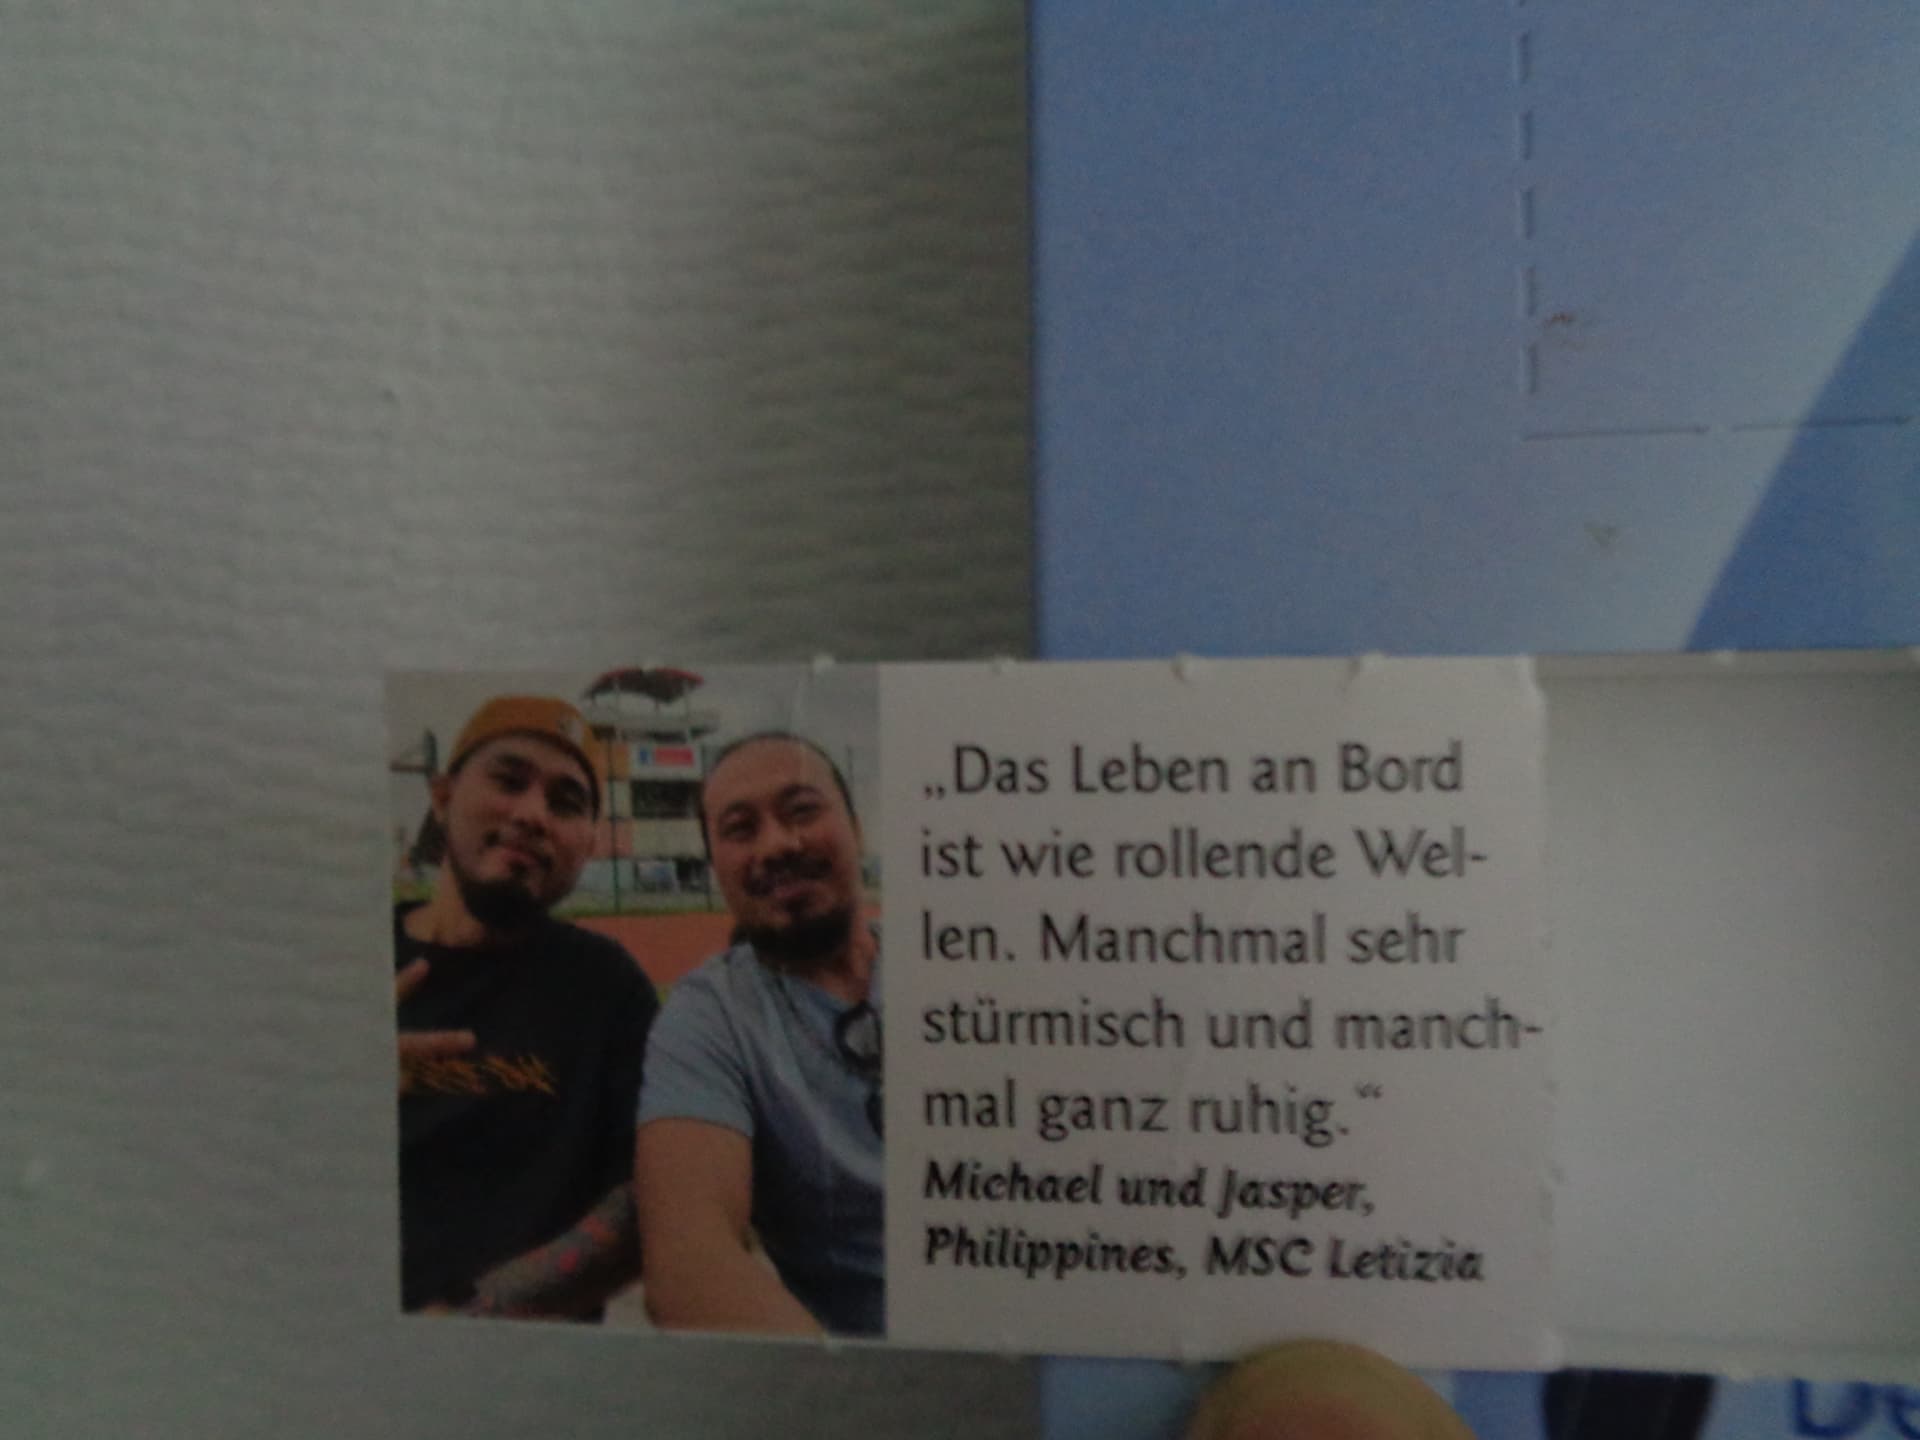 „Das Leben an Bord
ist wie rollende Wel-
len. Manchmal sehr
stürmisch und manch-
mal ganz ruhig.“
Michael und Jasper,
Philippines, MSC Letizia